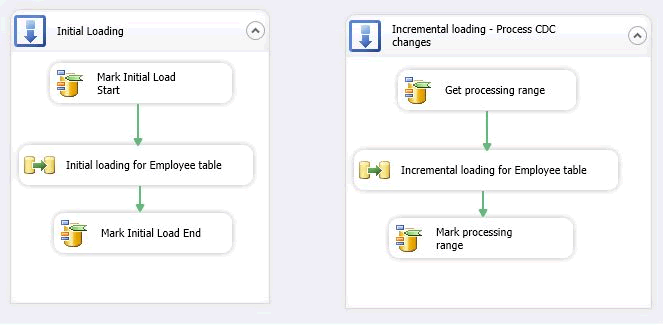 Initial Loading
Mark Initial Load
Start
Initial loading for Employee table
Mark Initial Load End
Incremental loading - Process CDC
changes
Get processing range
Incremental loading for Employee table
Mark processing
range